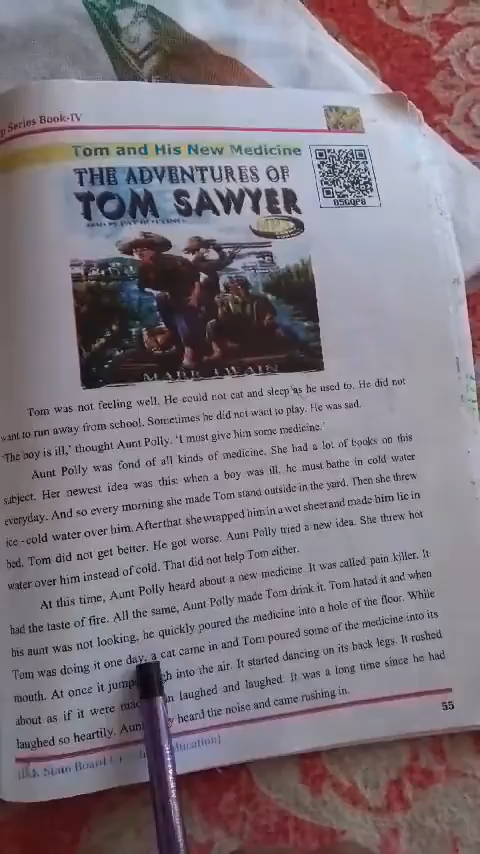 p Series Book-IV
Tom and His New Medicine
THE ADVENTURES OF
TOM SAWYER
MARK TWAIN
B5GQP8
Tom was not feeling well. He could not eat and sleep as he used to. He did not
want to run away from school. Sometimes he did not want to play. He was sad.
'The boy is ill,' thought Aunt Polly. 'I must give him some medicine.'
Aunt Polly was fond of all kinds of medicine. She had a lot of books on this
subject. Her newest idea was this: when a boy was ill, he must bathe in cold water
everyday. And so every morning she made Tom stand outside in the yard. Then she threw
ice - cold water over him. After that she wrapped him in a wet sheet and made him lie in
bed. Tom did not get better. He got worse. Aunt Polly tried a new idea. She threw hot
water over him instead of cold. That did not help Tom either.
At this time, Aunt Polly heard about a new medicine. It was called pain killer. It
had the taste of fire. All the same, Aunt Polly made Tom drink it. Tom hated it and when
his aunt was not looking, he quickly poured the medicine into a hole of the floor. While
Tom was doing it one day, a cat came in and Tom poured some of the medicine into its
mouth. At once it jump gh into the air. It started dancing on its back legs. It rushed
about as if it were laughed and laughed. It was a long time since he had
laughed so heartily. Aun y heard the noise and came rushing in.
55
State Board ducation]